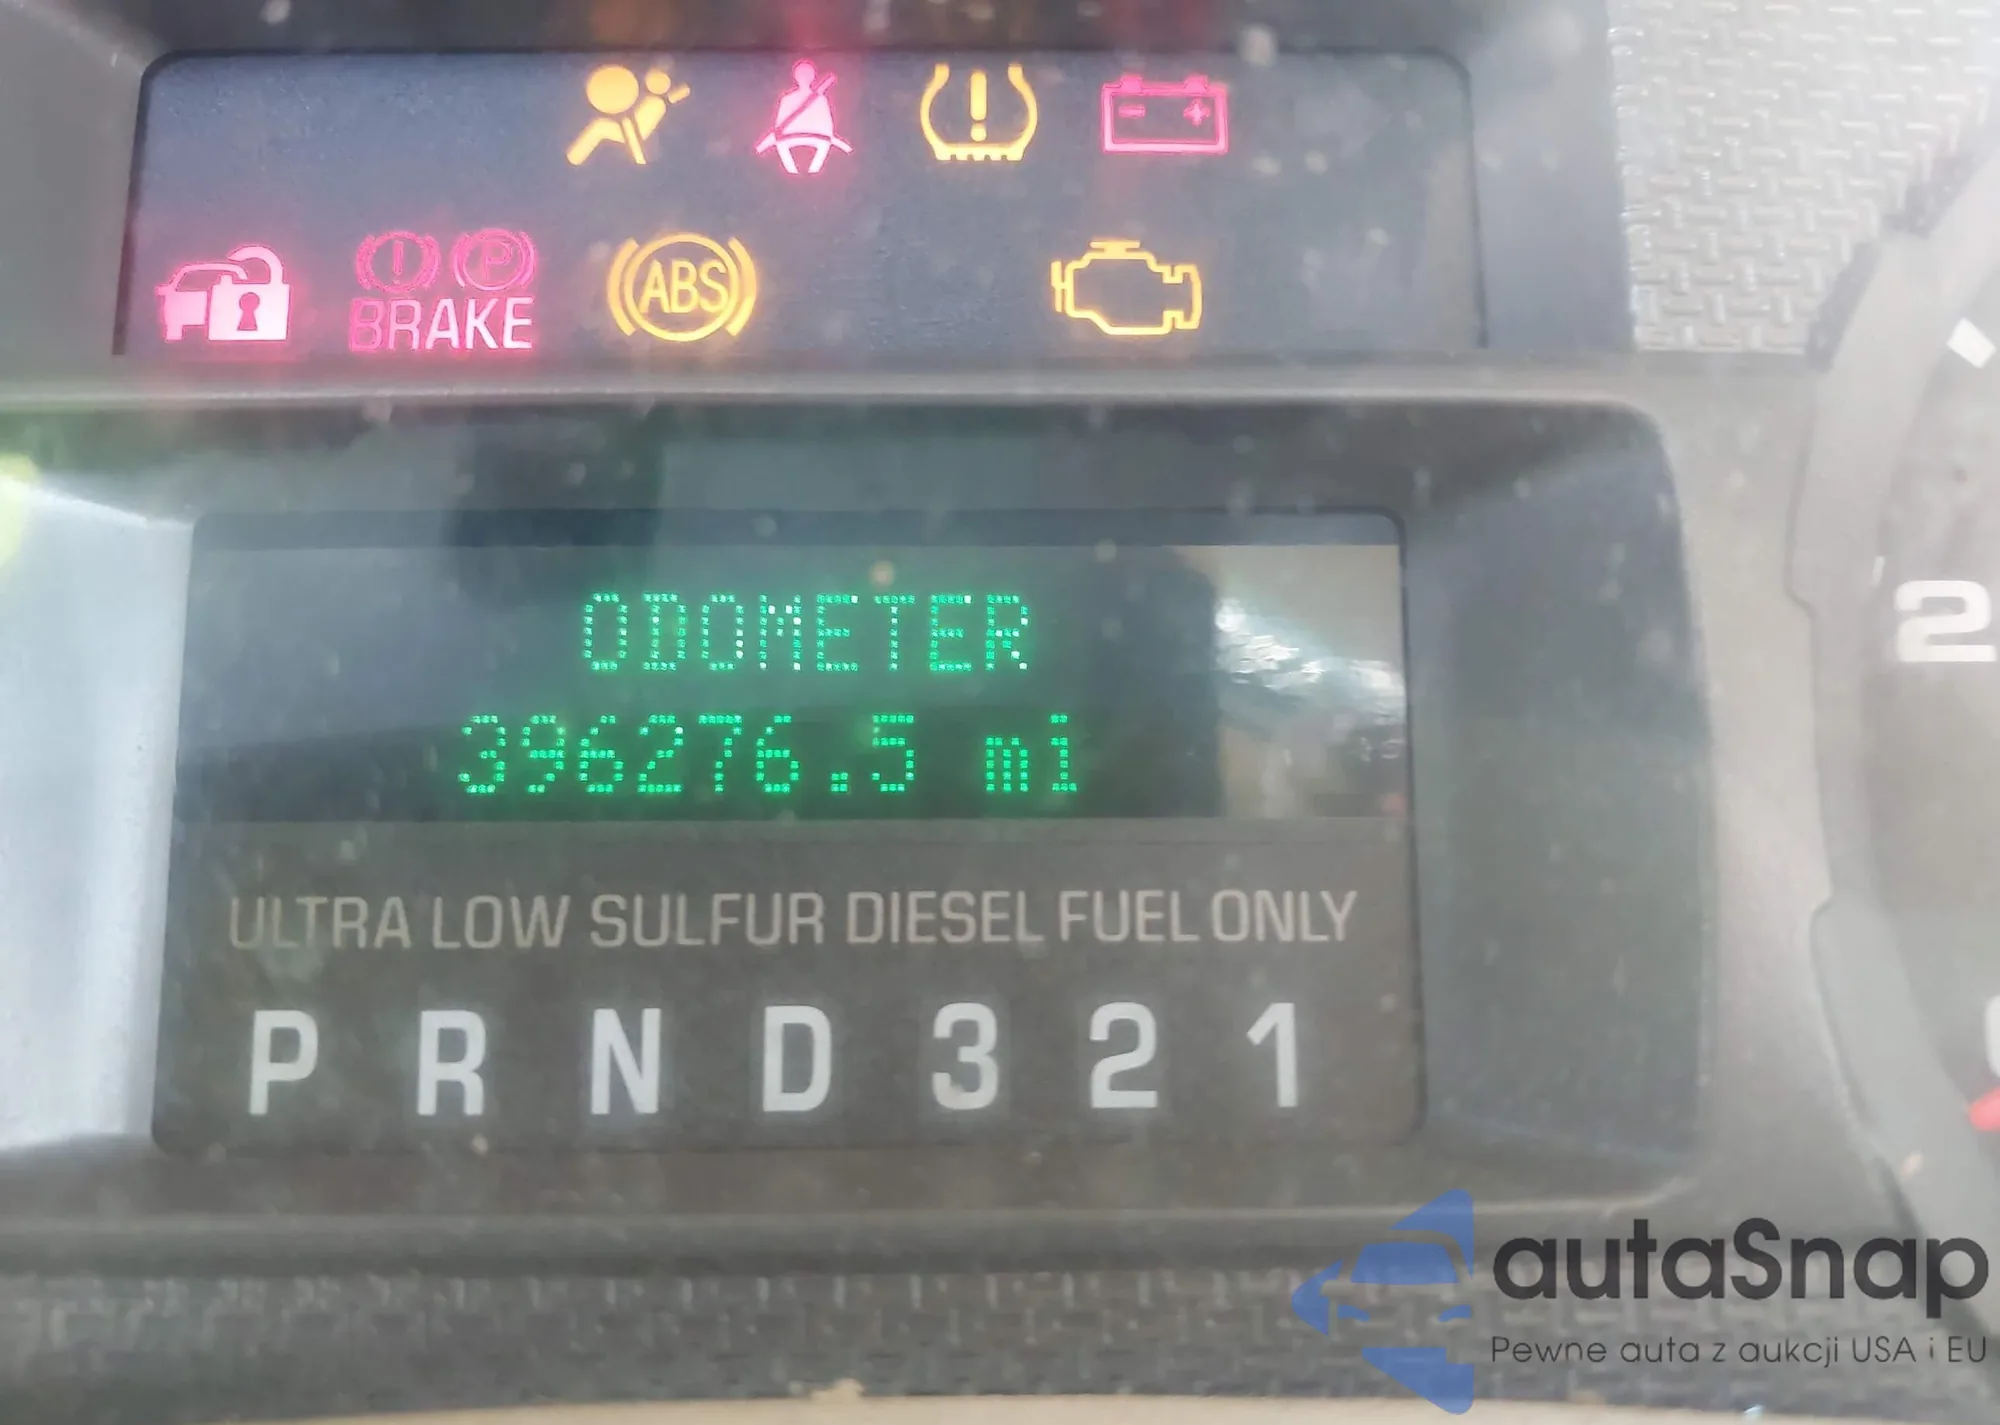 BRAKE
ABS
ODOMETER
396276.5 mi
ULTRA LOW SULFUR DIESEL FUEL ONLY
P R N D 3 2 1
2
autaSnap
Pewne auta z aukcji USA i EU